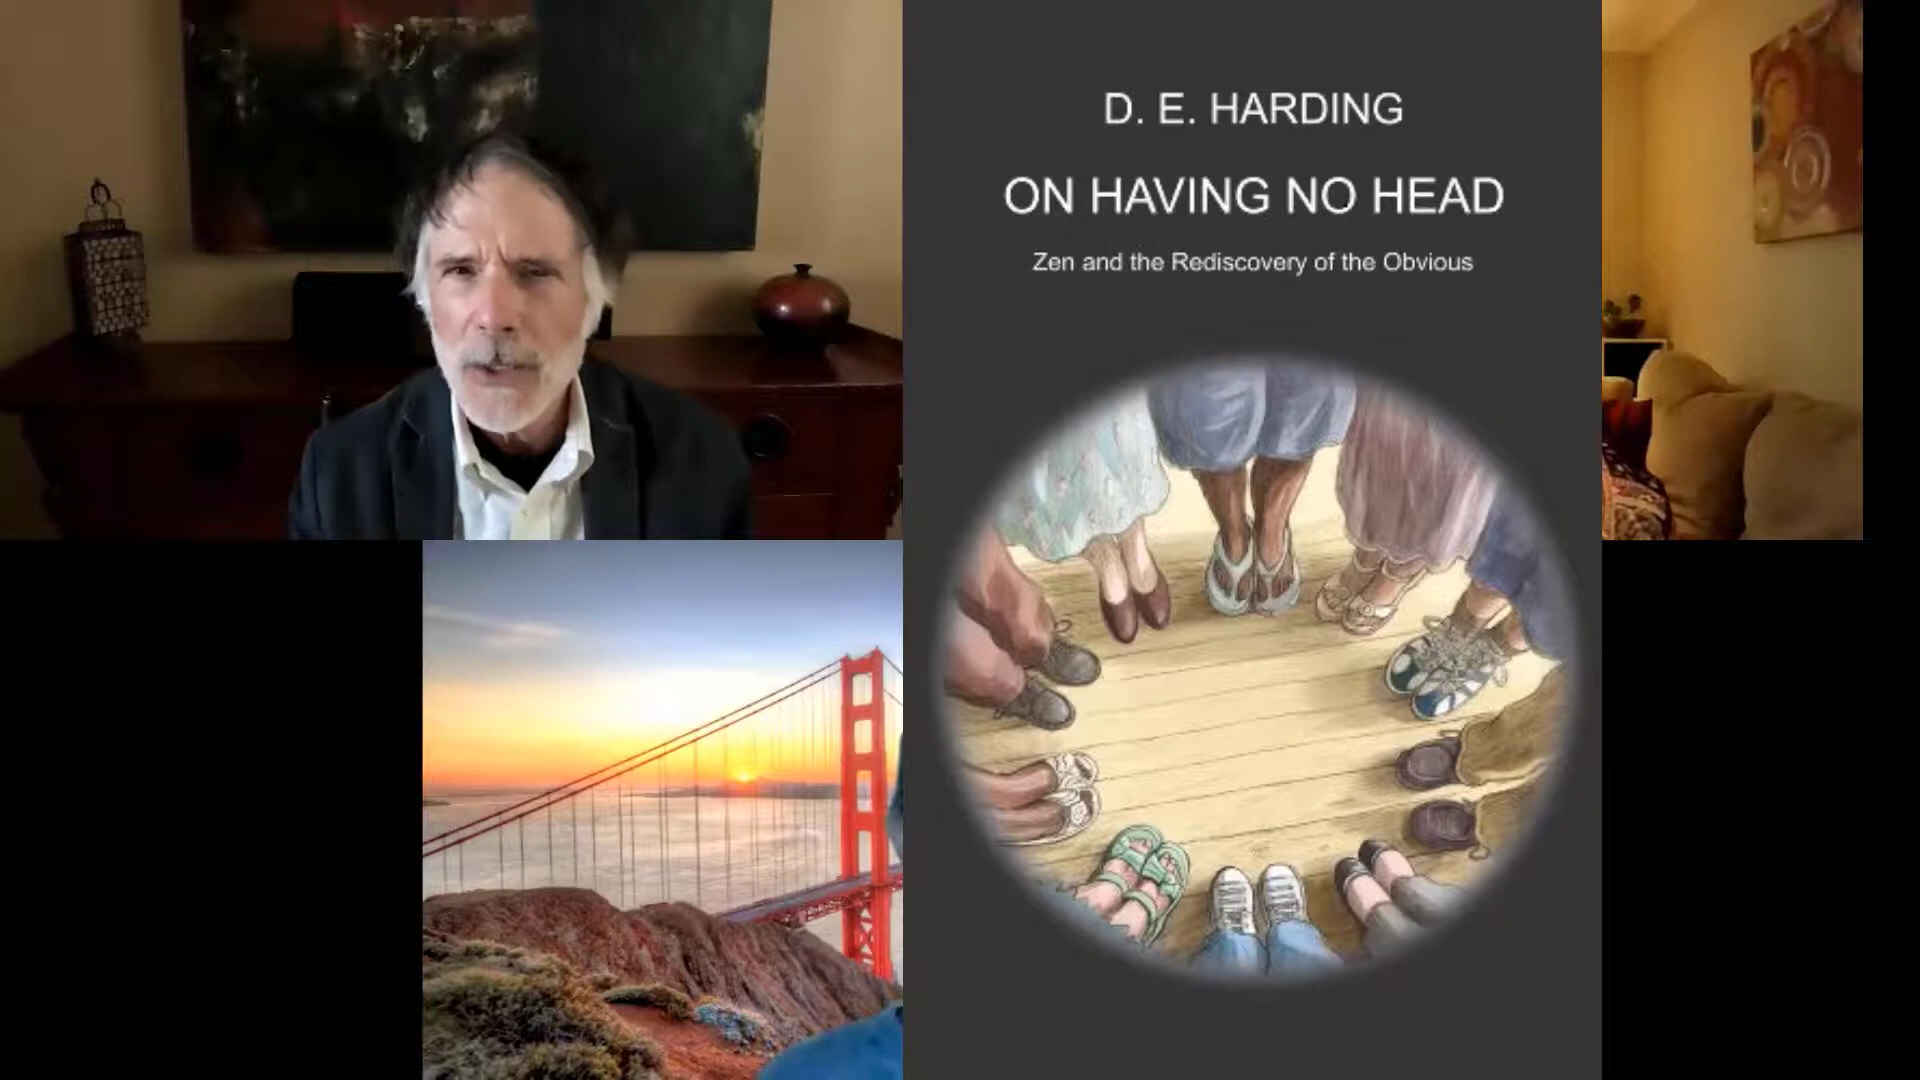 D. E. HARDING
ON HAVING NO HEAD
Zen and the Rediscovery of the Obvious